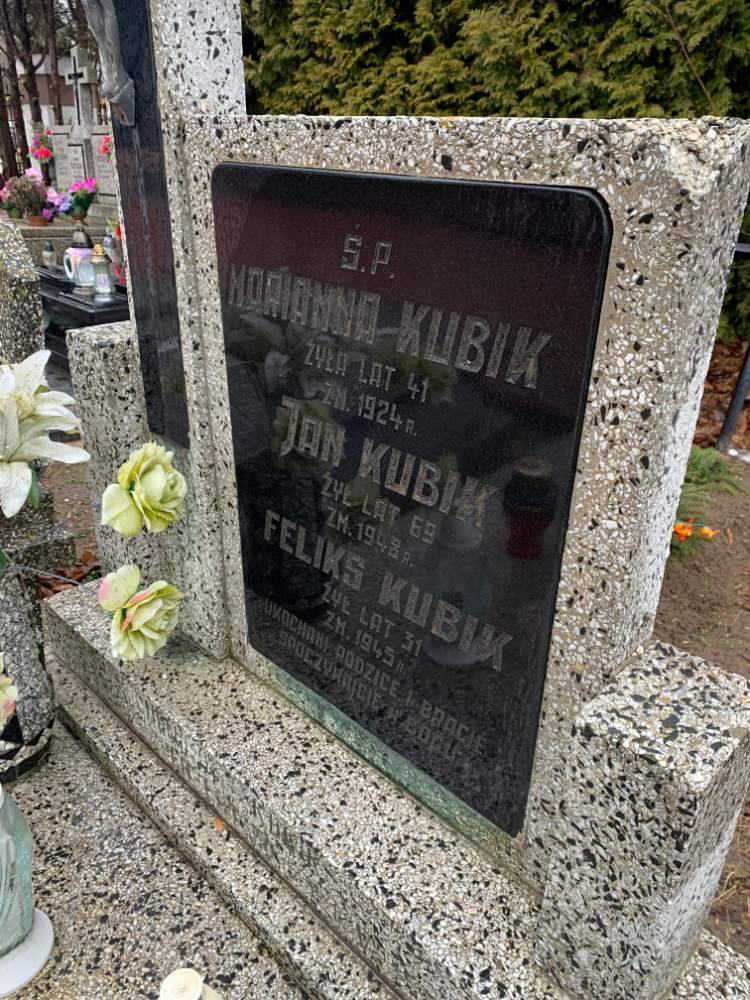 Ś.P.
MARIANNA KUBIK
ŻYŁA LAT 41
ZM. 1924 R.
JAN KUBIK
ŻYŁ LAT 69
ZM. 1943 R.
FELIKS KUBIK
ŻYŁ LAT 31
ZM. 1945 R.
UKOCHANI RODZICE I BRACIE
SPOCZYWAJCIE W BOGU